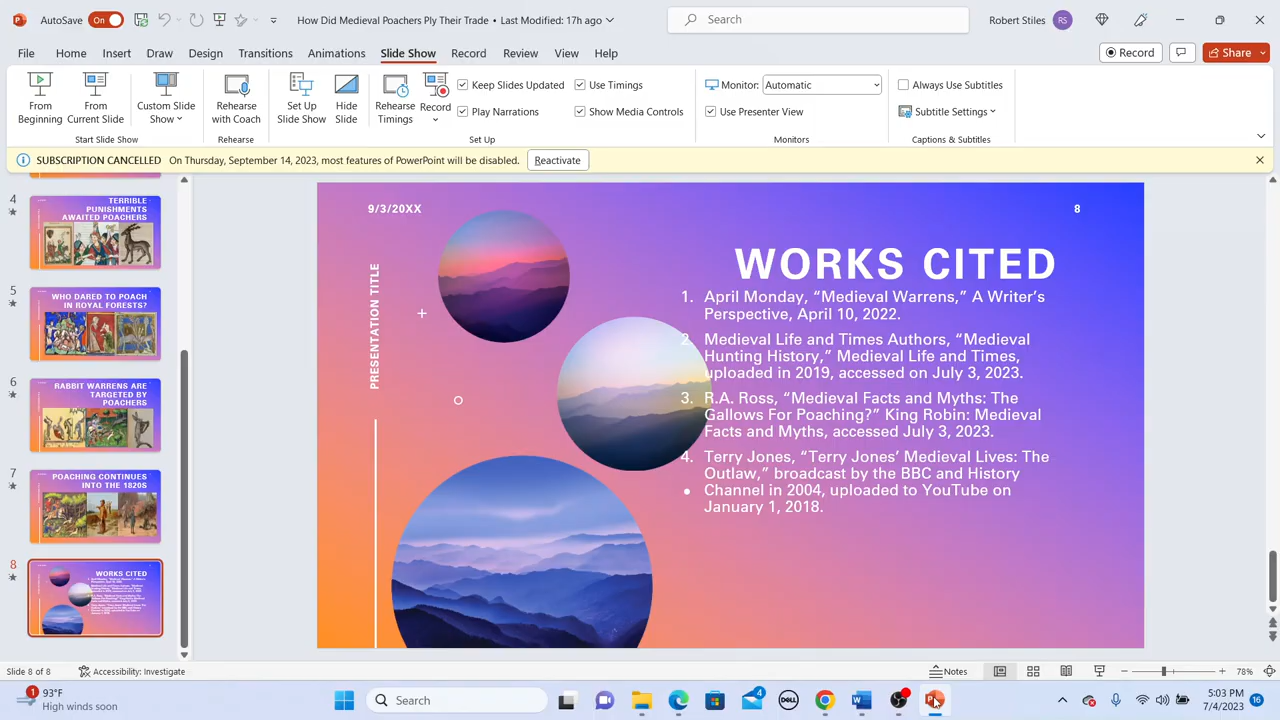 AutoSave On How Did Medieval Poachers Ply Their Trade • Last Modified: 17h ago Search Robert Stiles RS
File Home Insert Draw Design Transitions Animations Slide Show Record Review View Help Record Share
From Beginning
From Current Slide
Custom Slide Show
Start Slide Show
Rehearse with Coach
Rehearse
Set Up Slide Show
Hide Slide
Rehearse Timings
Record
Keep Slides Updated
Use Timings
Play Narrations
Show Media Controls
Set Up
Monitor: Automatic
Use Presenter View
Monitors
Always Use Subtitles
Subtitle Settings
Captions & Subtitles
SUBSCRIPTION CANCELLED On Thursday, September 14, 2023, most features of PowerPoint will be disabled. Reactivate
4
TERRIBLE
PUNISHMENTS
AWAITED POACHERS
5
WHO DARED TO POACH
IN ROYAL FORESTS?
6
RABBIT WARRENS ARE
TARGETED BY
POACHERS
7
POACHING CONTINUES
INTO THE 1820S
8
WORKS CITED
9/3/20XX
8
PRESENTATION TITLE
WORKS CITED
1. April Monday, “Medieval Warrens,” A Writer’s
Perspective, April 10, 2022.
2. Medieval Life and Times Authors, “Medieval
Hunting History,” Medieval Life and Times,
uploaded in 2019, accessed on July 3, 2023.
3. R.A. Ross, “Medieval Facts and Myths: The
Gallows For Poaching?” King Robin: Medieval
Facts and Myths, accessed July 3, 2023.
4. Terry Jones, “Terry Jones’ Medieval Lives: The
Outlaw,” broadcast by the BBC and History
• Channel in 2004, uploaded to YouTube on
January 1, 2018.
Slide 8 of 8 Accessibility: Investigate Notes 78%
1
93°F
High winds soon
Search
4
DELL
5:03 PM
7/4/2023
16